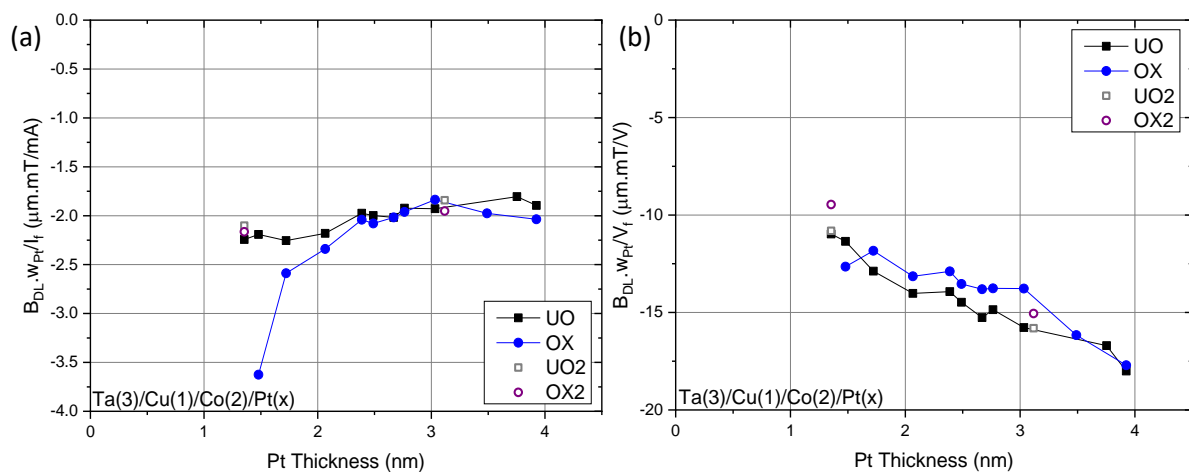 (a)
B_DL.w_Pt/I_f (μm.mT/mA)
0.0
-0.5
-1.0
-1.5
-2.0
-2.5
-3.0
-3.5
-4.0
UO
OX
UO2
OX2
Ta(3)/Cu(1)/Co(2)/Pt(x)
0 1 2 3 4
Pt Thickness (nm)
(b)
B_DL.w_Pt/V_f (μm.mT/V)
0
-5
-10
-15
-20
UO
OX
UO2
OX2
Ta(3)/Cu(1)/Co(2)/Pt(x)
0 1 2 3 4
Pt Thickness (nm)